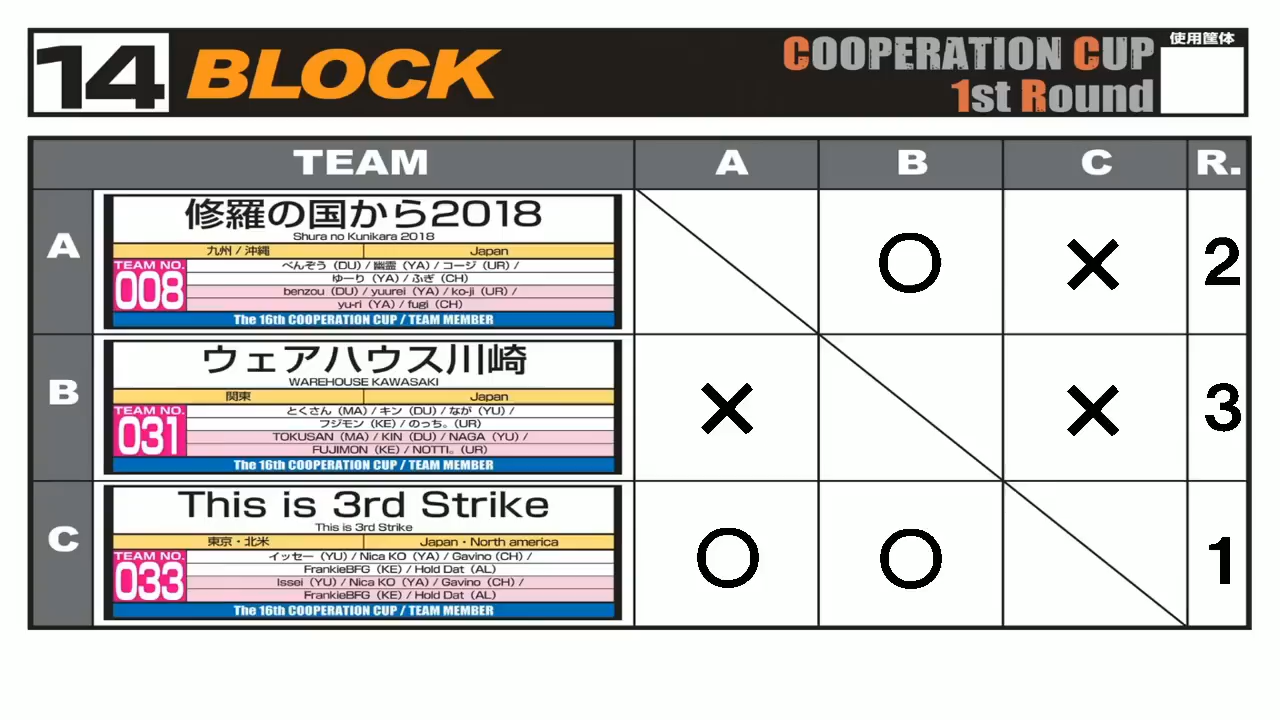 14 BLOCK
COOPERATION CUP
1st Round
使用筐体
TEAM A B C R.
A
修羅の国から2018
Shura no Kunikara 2018
九州 / 沖縄 Japan
TEAM NO.
008
べんぞう（DU）/ 幽霊（YA）/ コージ（UR）/
ゆーり（YA）/ ふぎ（CH）
benzou（DU）/ yuurei（YA）/ ko-ji（UR）/
yu-ri（YA）/ fugi（CH）
The 16th COOPERATION CUP / TEAM MEMBER
○ × 2
B
ウェアハウス川崎
WAREHOUSE KAWASAKI
関東 Japan
TEAM NO.
031
とくさん（MA）/ キン（DU）/ なが（YU）/
フジモン（KE）/ のっち。（UR）
TOKUSAN（MA）/ KIN（DU）/ NAGA（YU）/
FUJIMON（KE）/ NOTTI。（UR）
The 16th COOPERATION CUP / TEAM MEMBER
× × 3
C
This is 3rd Strike
This is 3rd Strike
東京・北米 Japan・North america
TEAM NO.
033
イッセー（YU）/ Nica KO（YA）/ Gavino（CH）/
FrankieBFG（KE）/ Hold Dat（AL）
Issei（YU）/ Nica KO（YA）/ Gavino（CH）/
FrankieBFG（KE）/ Hold Dat（AL）
The 16th COOPERATION CUP / TEAM MEMBER
○ ○ 1